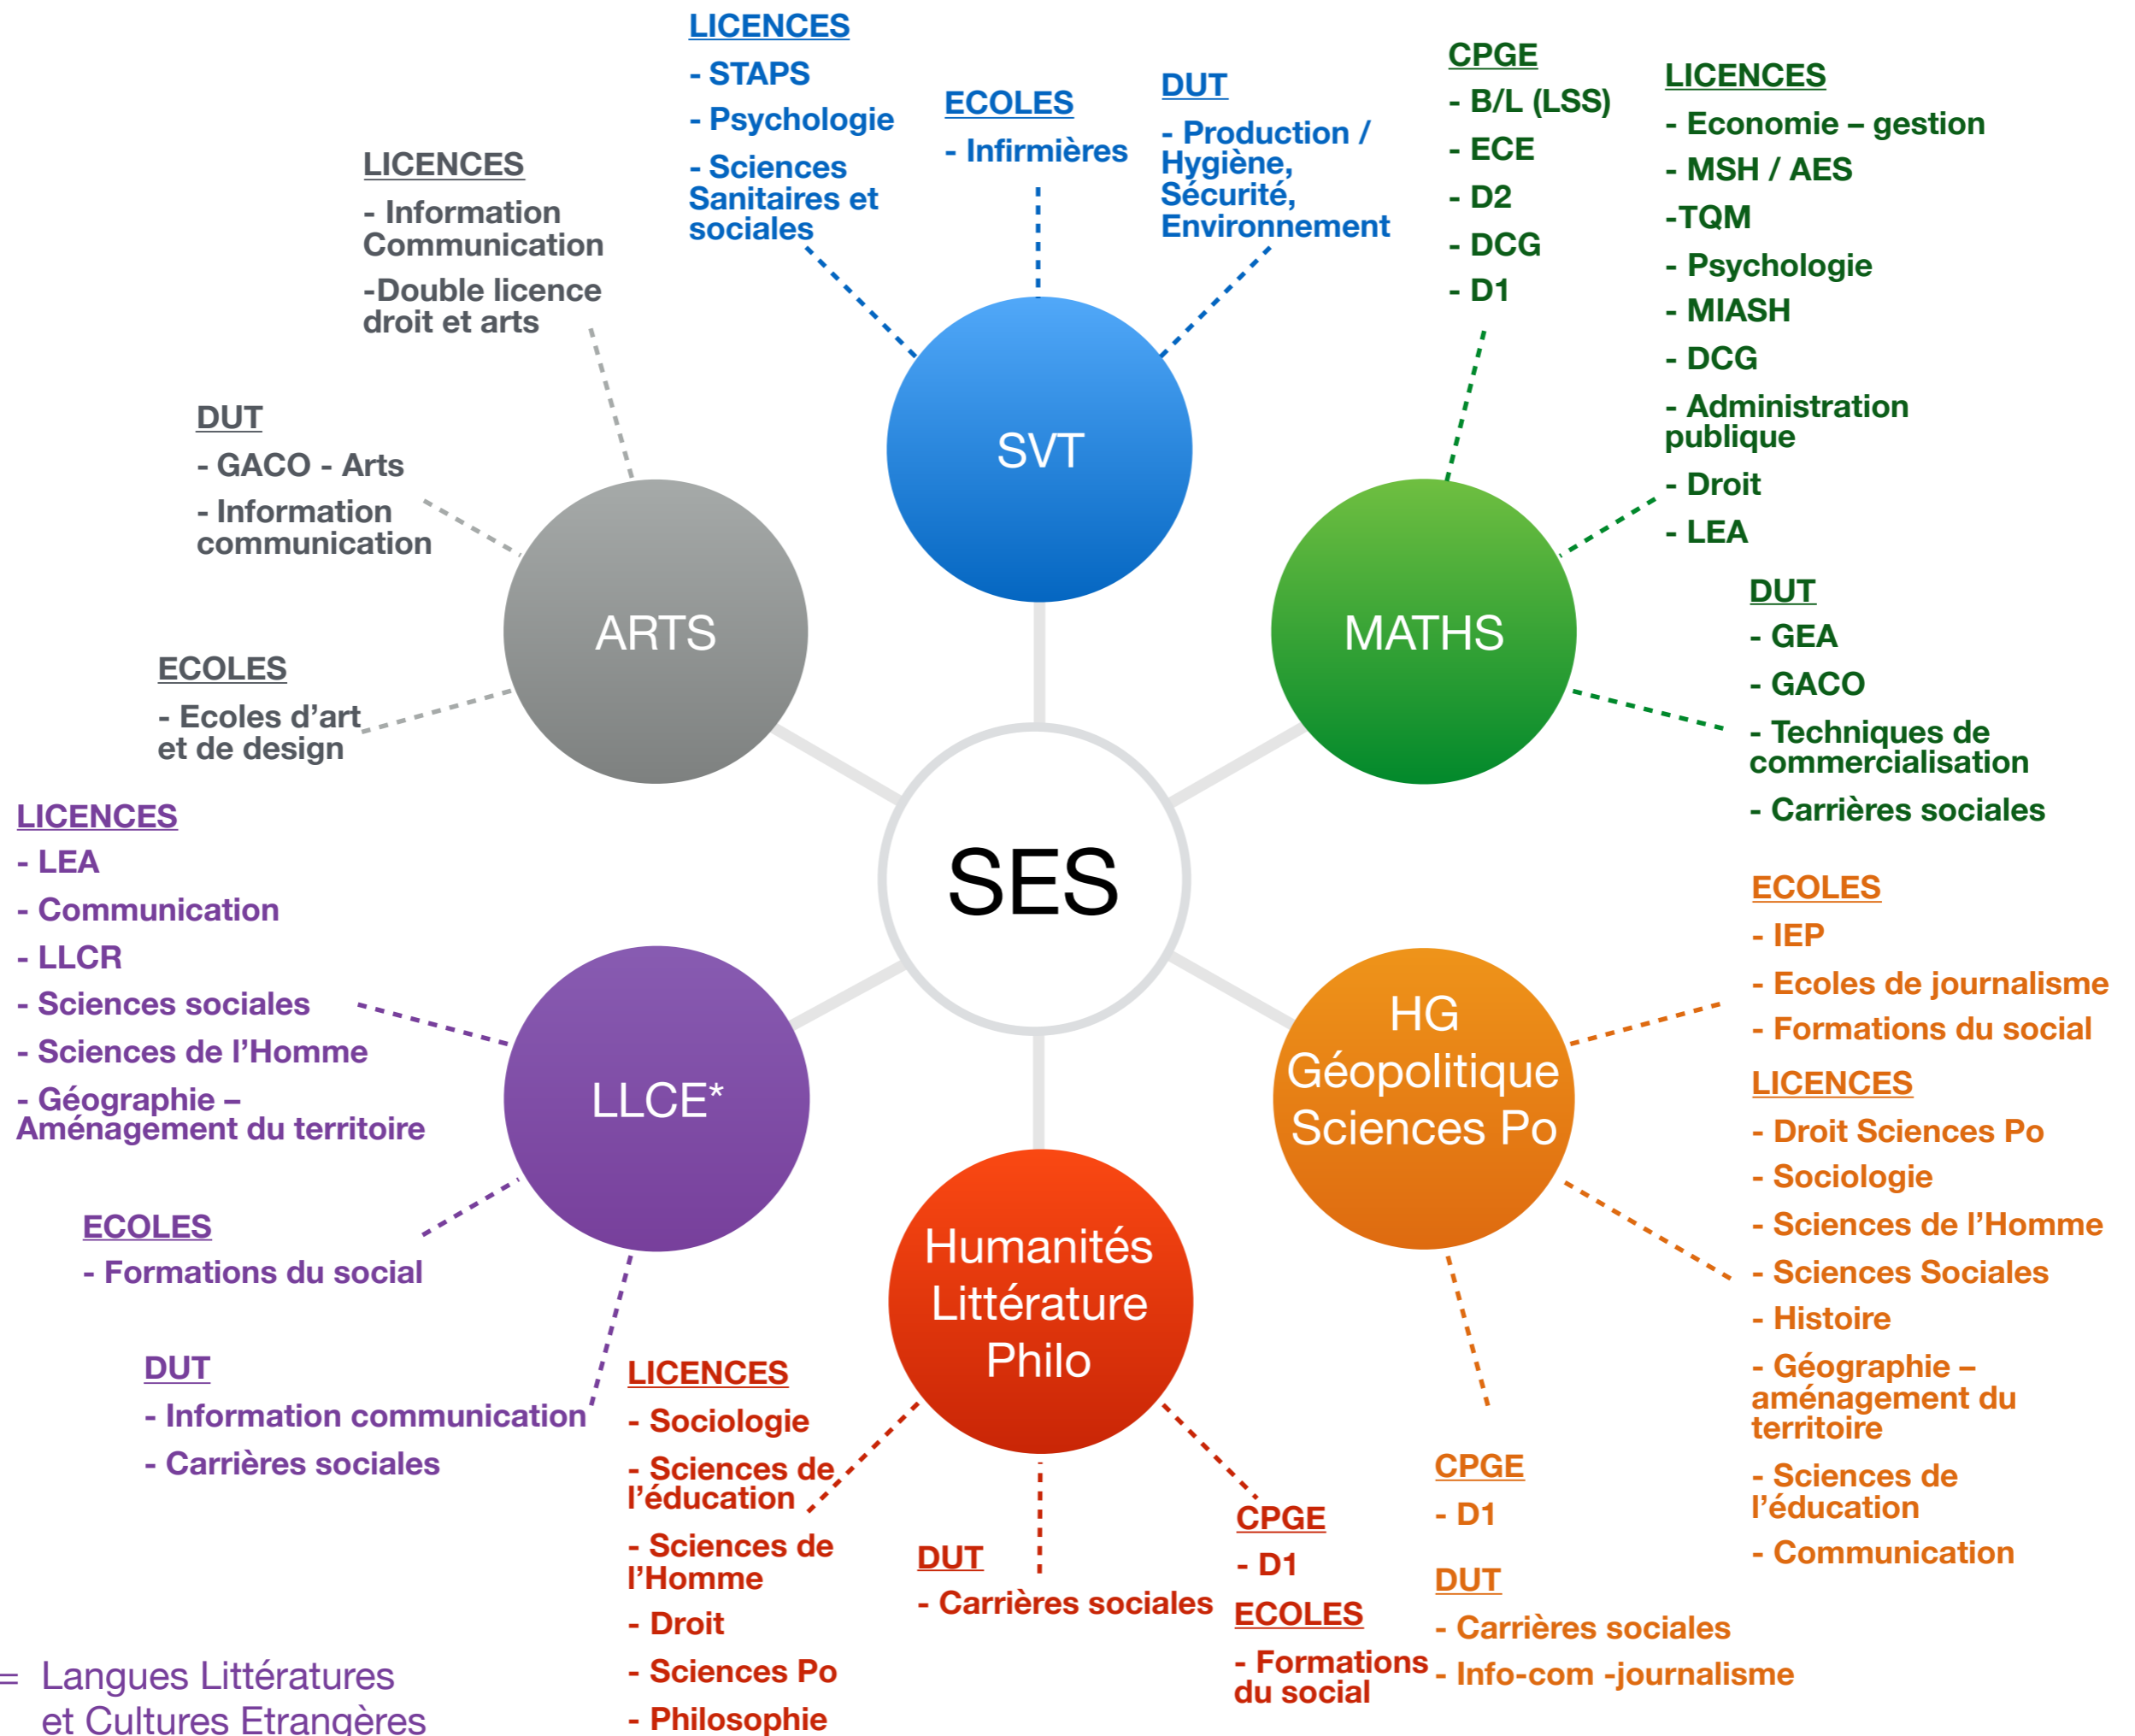 LICENCES
- STAPS
- Psychologie
- Sciences
Sanitaires et
sociales
ECOLES
- Infirmières
DUT
- Production /
Hygiène,
Sécurité,
Environnement
SVT
CPGE
- B/L (LSS)
- ECE
- D2
- DCG
- D1
LICENCES
- Economie – gestion
- MSH / AES
-TQM
- Psychologie
- MIASH
- DCG
- Administration
publique
- Droit
- LEA
DUT
- GEA
- GACO
- Techniques de
commercialisation
- Carrières sociales
MATHS
LICENCES
- Information
Communication
-Double licence
droit et arts
DUT
- GACO - Arts
- Information
communication
ECOLES
- Ecoles d’art
et de design
ARTS
SES
LICENCES
- LEA
- Communication
- LLCR
- Sciences sociales
- Sciences de l’Homme
- Géographie –
Aménagement du territoire
ECOLES
- Formations du social
DUT
- Information communication
- Carrières sociales
LLCE*
HG
Géopolitique
Sciences Po
ECOLES
- IEP
- Ecoles de journalisme
- Formations du social
LICENCES
- Droit Sciences Po
- Sociologie
- Sciences de l’Homme
- Sciences Sociales
- Histoire
- Géographie –
aménagement du
territoire
- Sciences de
l’éducation
- Communication
CPGE
- D1
DUT
- Carrières sociales
- Info-com -journalisme
Humanités
Littérature
Philo
LICENCES
- Sociologie
- Sciences de
l’éducation
- Sciences de
l’Homme
- Droit
- Sciences Po
- Philosophie
DUT
- Carrières sociales
CPGE
- D1
ECOLES
- Formations
du social
= Langues Littératures
et Cultures Etrangères